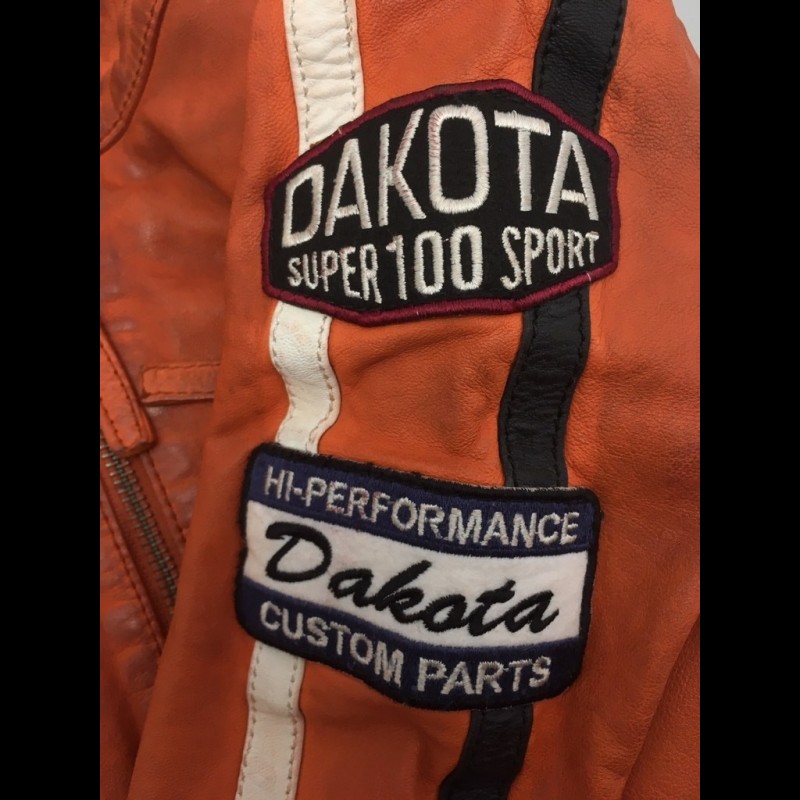 DAKOTA
SUPER 100 SPORT
HI-PERFORMANCE
Dakota
CUSTOM PARTS